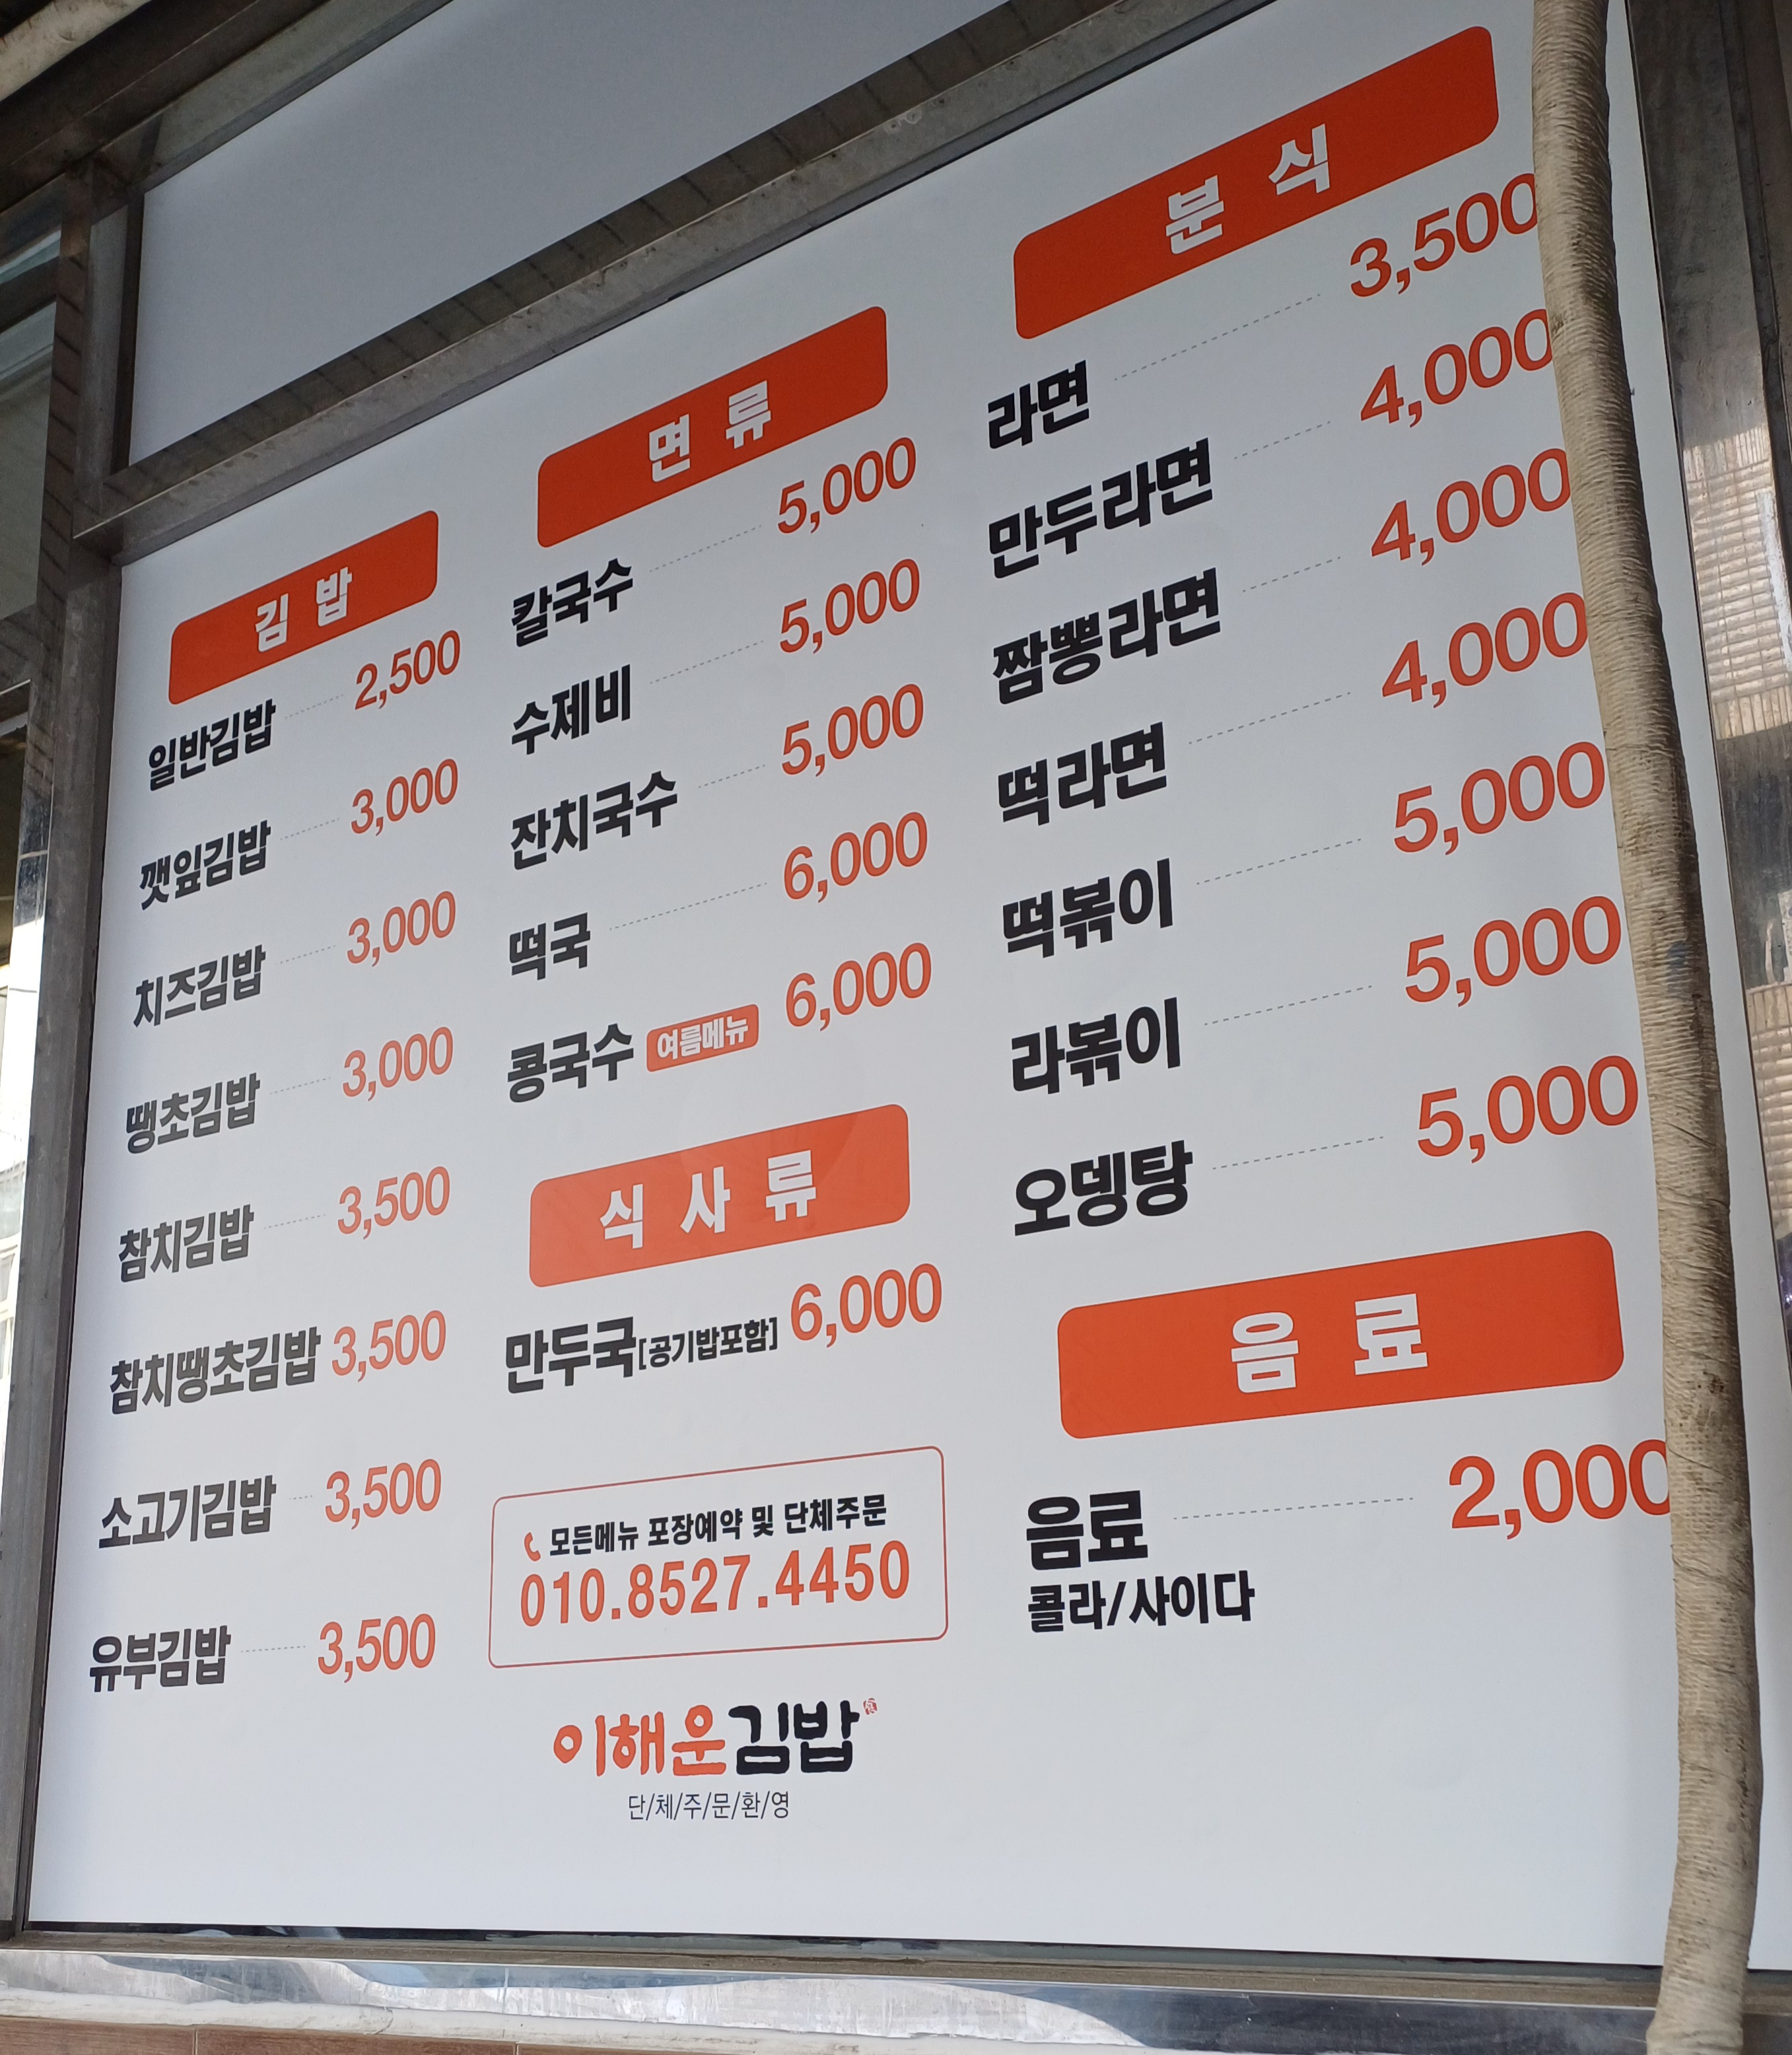 김밥
일반김밥 2,500
깻잎김밥 3,000
치즈김밥 3,000
땡초김밥 3,000
참치김밥 3,500
참치땡초김밥 3,500
소고기김밥 3,500
유부김밥 3,500
면류
칼국수 5,000
수제비 5,000
잔치국수 5,000
떡국 6,000
콩국수 여름메뉴 6,000
식사류
만두국[공기밥포함] 6,000
모든메뉴 포장예약 및 단체주문
010.8527.4450
이해운김밥
단/체/주/문/환/영
분식
라면 3,500
만두라면 4,000
짬뽕라면 4,000
떡라면 4,000
떡볶이 5,000
라볶이 5,000
오뎅탕 5,000
음료
음료 2,000
콜라/사이다